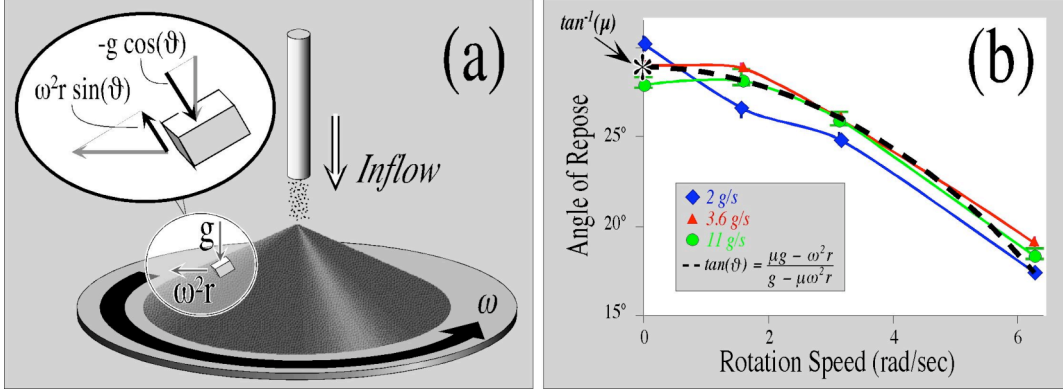 (a)
-g cos(ϑ)
ω²r sin(ϑ)
Inflow
g
ω²r
ω
(b)
tan⁻¹(μ)
Angle of Repose
25°
20°
15°
2 g/s
3.6 g/s
11 g/s
tan(ϑ) = μg − ω²r
g − μω²r
0
2
4
6
Rotation Speed (rad/sec)